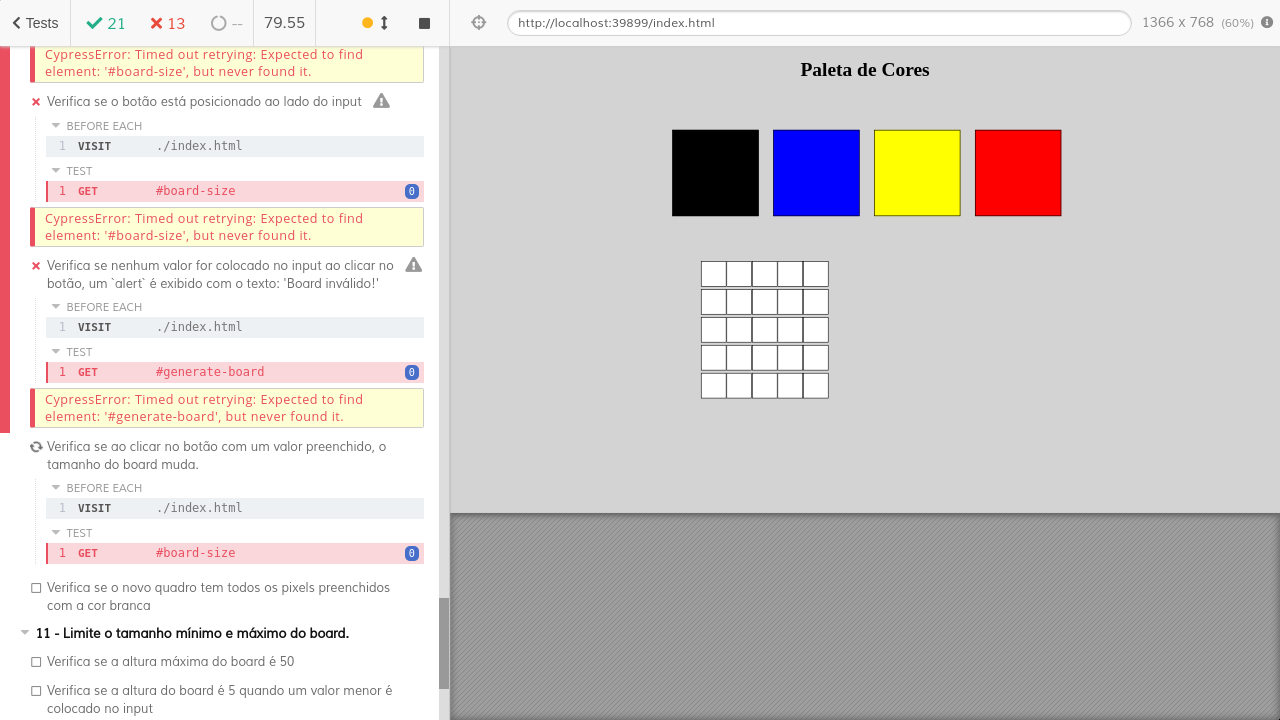 Tests 21 13 -- 79.55
http://localhost:39899/index.html 1366 x 768 (60%)
CypressError: Timed out retrying: Expected to find
element: '#board-size', but never found it.
Verifica se o botão está posicionado ao lado do input
BEFORE EACH
1 VISIT ./index.html
TEST
1 GET #board-size 0
CypressError: Timed out retrying: Expected to find
element: '#board-size', but never found it.
Verifica se nenhum valor for colocado no input ao clicar no
botão, um `alert` é exibido com o texto: 'Board inválido!'
BEFORE EACH
1 VISIT ./index.html
TEST
1 GET #generate-board 0
CypressError: Timed out retrying: Expected to find
element: '#generate-board', but never found it.
Verifica se ao clicar no botão com um valor preenchido, o
tamanho do board muda.
BEFORE EACH
1 VISIT ./index.html
TEST
1 GET #board-size 0
Verifica se o novo quadro tem todos os pixels preenchidos
com a cor branca
11 - Limite o tamanho mínimo e máximo do board.
Verifica se a altura máxima do board é 50
Verifica se a altura do board é 5 quando um valor menor é
colocado no input
Paleta de Cores